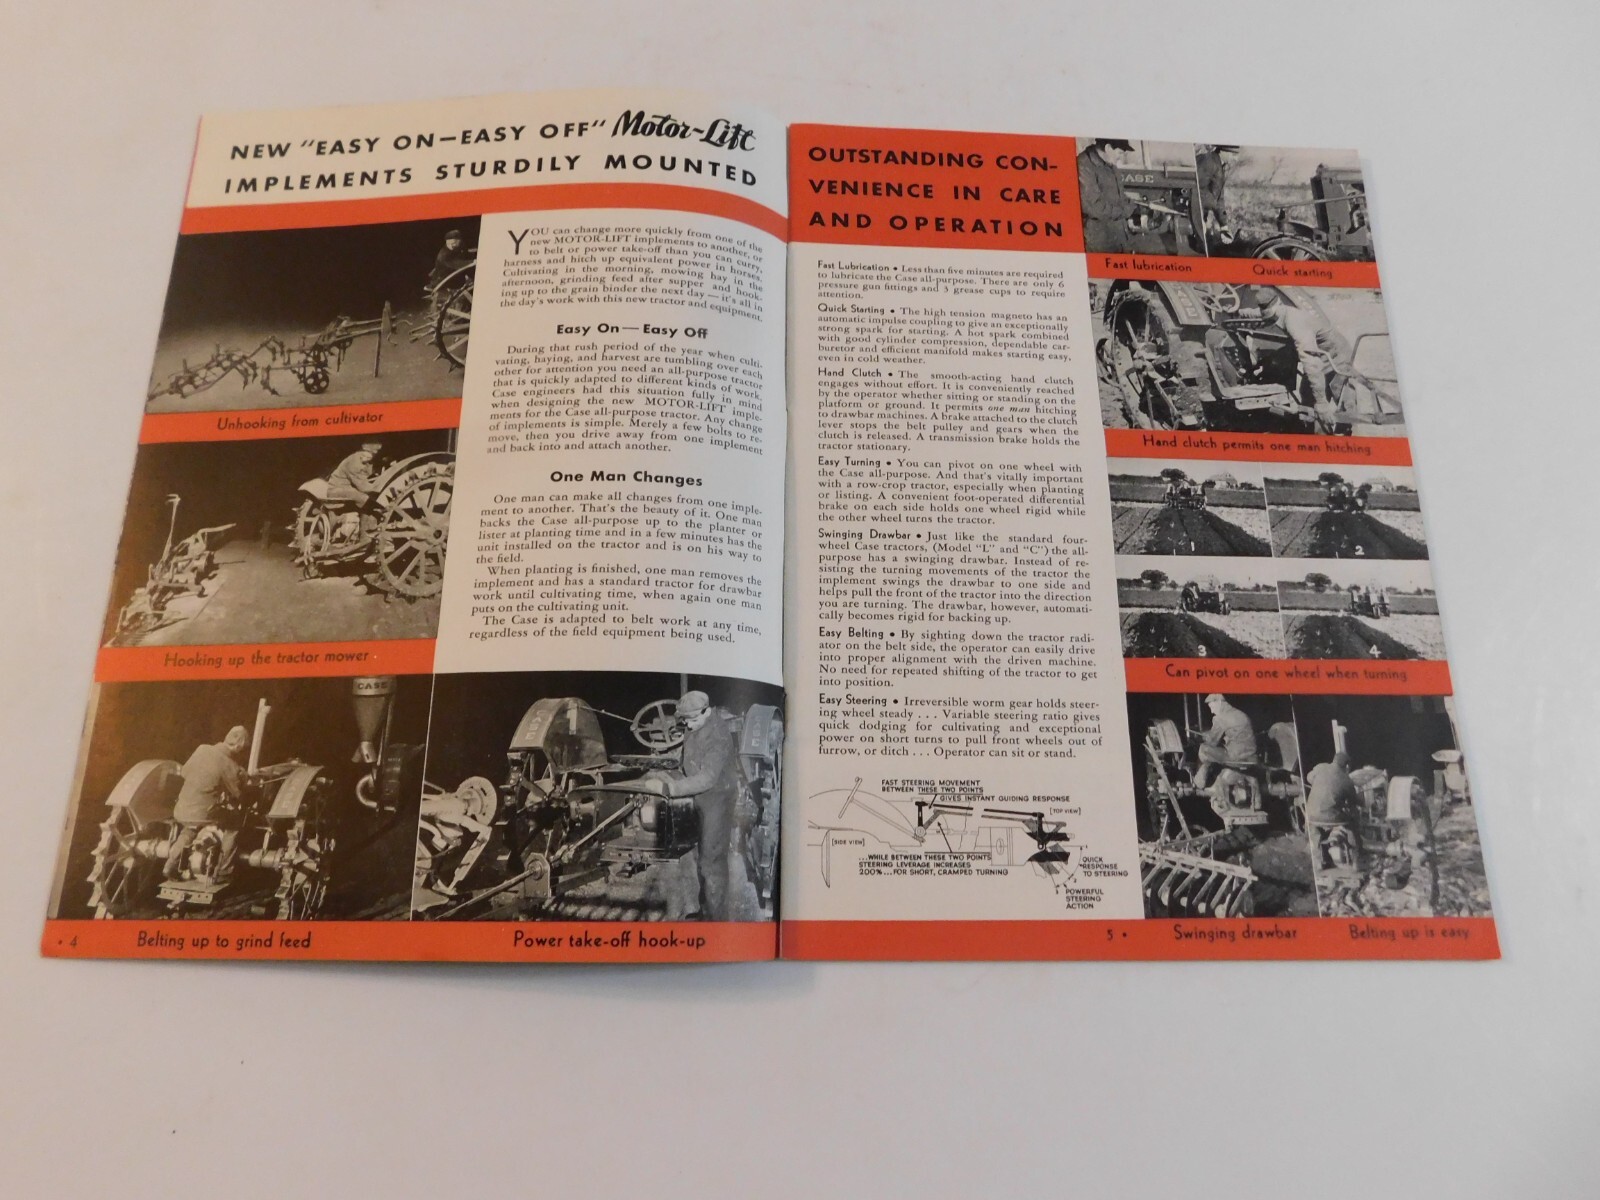 NEW "EASY ON—EASY OFF" Motor-Lift
IMPLEMENTS STURDILY MOUNTED
YOU can change more quickly from one of the
new MOTOR-LIFT implements to another, or
to belt or power take-off than you can curry,
harness and hitch up equivalent power in horses.
Cultivating in the morning, mowing hay in the
afternoon, grinding feed after supper and hook-
ing up to the grain binder the next day — it's all in
the day's work with this new tractor and equipment.
Easy On — Easy Off
During that rush period of the year when culti-
vating, haying, and harvest are tumbling over each
other for attention you need an all-purpose tractor
that is quickly adapted to different kinds of work.
Case engineers had this situation fully in mind
when designing the new MOTOR-LIFT imple-
ments for the Case all-purpose tractor. Any change
of implements is simple. Merely a few bolts to re-
move, then you drive away from one implement
and back into and attach another.
One Man Changes
One man can make all changes from one imple-
ment to another. That's the beauty of it. One man
backs the Case all-purpose up to the planter or
lister at planting time and in a few minutes has the
unit installed on the tractor and is on his way to
the field.
When planting is finished, one man removes the
implement and has a standard tractor for drawbar
work until cultivating time, when again one man
puts on the cultivating unit.
The Case is adapted to belt work at any time,
regardless of the field equipment being used.
Unhooking from cultivator
Hooking up the tractor mower
CASE
CASE
CASE
• 4
Belting up to grind feed
Power take-off hook-up
OUTSTANDING CON-
VENIENCE IN CARE
AND OPERATION
Fast Lubrication • Less than five minutes are required
to lubricate the Case all-purpose. There are only 6
pressure gun fittings and 3 grease cups to require
attention.
Quick Starting • The high tension magneto has an
automatic impulse coupling to give an exceptionally
strong spark for starting. A hot spark combined
with good cylinder compression, dependable car-
buretor and efficient manifold makes starting easy,
even in cold weather.
Hand Clutch • The smooth-acting hand clutch
engages without effort. It is conveniently reached
by the operator whether sitting or standing on the
platform or ground. It permits one man hitching
to drawbar machines. A brake attached to the clutch
lever stops the belt pulley and gears when the
clutch is released. A transmission brake holds the
tractor stationary.
Easy Turning • You can pivot on one wheel with
the Case all-purpose. And that's vitally important
with a row-crop tractor, especially when planting
or listing. A convenient foot-operated differential
brake on each side holds one wheel rigid while
the other wheel turns the tractor.
Swinging Drawbar • Just like the standard four-
wheel Case tractors, (Model "L" and "C") the all-
purpose has a swinging drawbar. Instead of re-
sisting the turning movements of the tractor the
implement swings the drawbar to one side and
helps pull the front of the tractor into the direction
you are turning. The drawbar, however, automati-
cally becomes rigid for backing up.
Easy Belting • By sighting down the tractor radi-
ator on the belt side, the operator can easily drive
into proper alignment with the driven machine.
No need for repeated shifting of the tractor to get
into position.
Easy Steering • Irreversible worm gear holds steer-
ing wheel steady . . . Variable steering ratio gives
quick dodging for cultivating and exceptional
power on short turns to pull front wheels out of
furrow, or ditch . . . Operator can sit or stand.
FAST STEERING MOVEMENT
BETWEEN THESE TWO POINTS
GIVES INSTANT GUIDING RESPONSE
[TOP VIEW]
[SIDE VIEW]
...WHILE BETWEEN THESE TWO POINTS
STEERING LEVERAGE INCREASES
200%...FOR SHORT, CRAMPED TURNING
QUICK
RESPONSE
TO STEERING
POWERFUL
STEERING
ACTION
CASE
Fast lubrication
Quick starting
Hand clutch permits one man hitching
1
2
3
4
Can pivot on one wheel when turning
5 •
Swinging drawbar
Belting up is easy